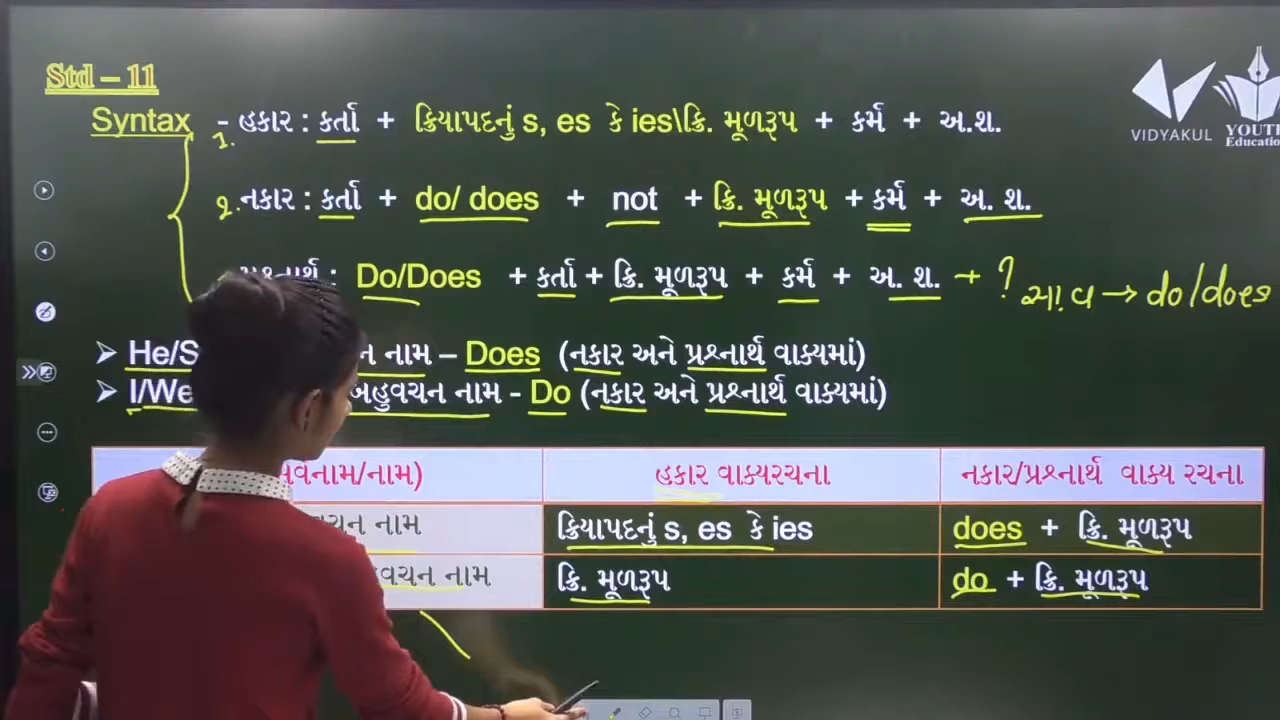 Std – 11
VIDYAKUL
YOUTH Education
Syntax - હકાર : કર્તા + ક્રિયાપદનું s, es કે ies\ક્રિ. મૂળરૂપ + કર્મ + અ.શ.
1.
2. નકાર : કર્તા + do/ does + not + ક્રિ. મૂળરૂપ + કર્મ + અ. શ.
Do/Does + કર્તા + ક્રિ. મૂળરૂપ + કર્મ + અ. શ. + ?
સા. વ → do/does
He/S ન નામ – Does (નકાર અને પ્રશ્નાર્થ વાક્યમાં)
I/We બહુવચન નામ - Do (નકાર અને પ્રશ્નાર્થ વાક્યમાં)
ર્વનામ/નામ) હકાર વાક્યરચના નકાર/પ્રશ્નાર્થ વાક્ય રચના
ચન નામ ક્રિયાપદનું s, es કે ies does + ક્રિ. મૂળરૂપ
વચન નામ ક્રિ. મૂળરૂપ do + ક્રિ. મૂળરૂપ